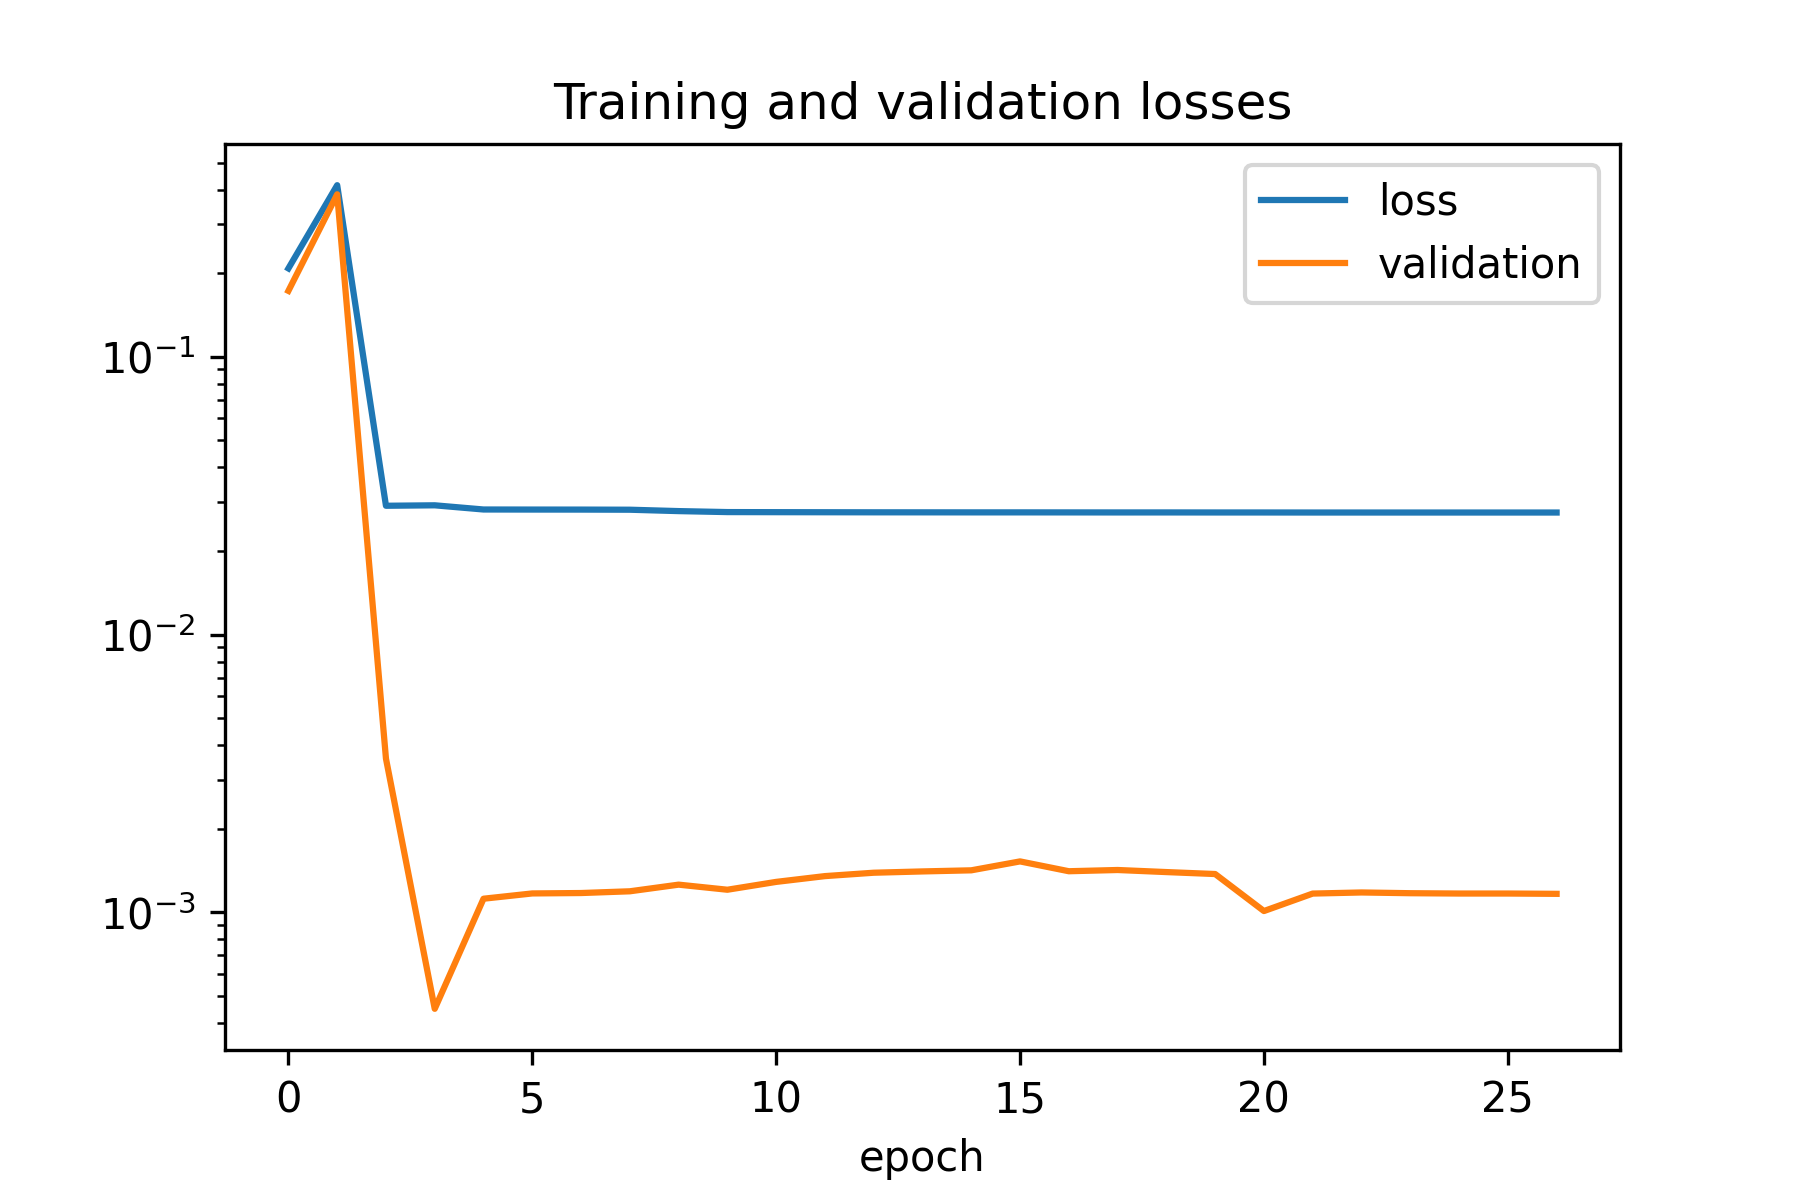 Training and validation losses
loss
validation
10⁻¹
10⁻²
10⁻³
0 5 10 15 20 25
epoch